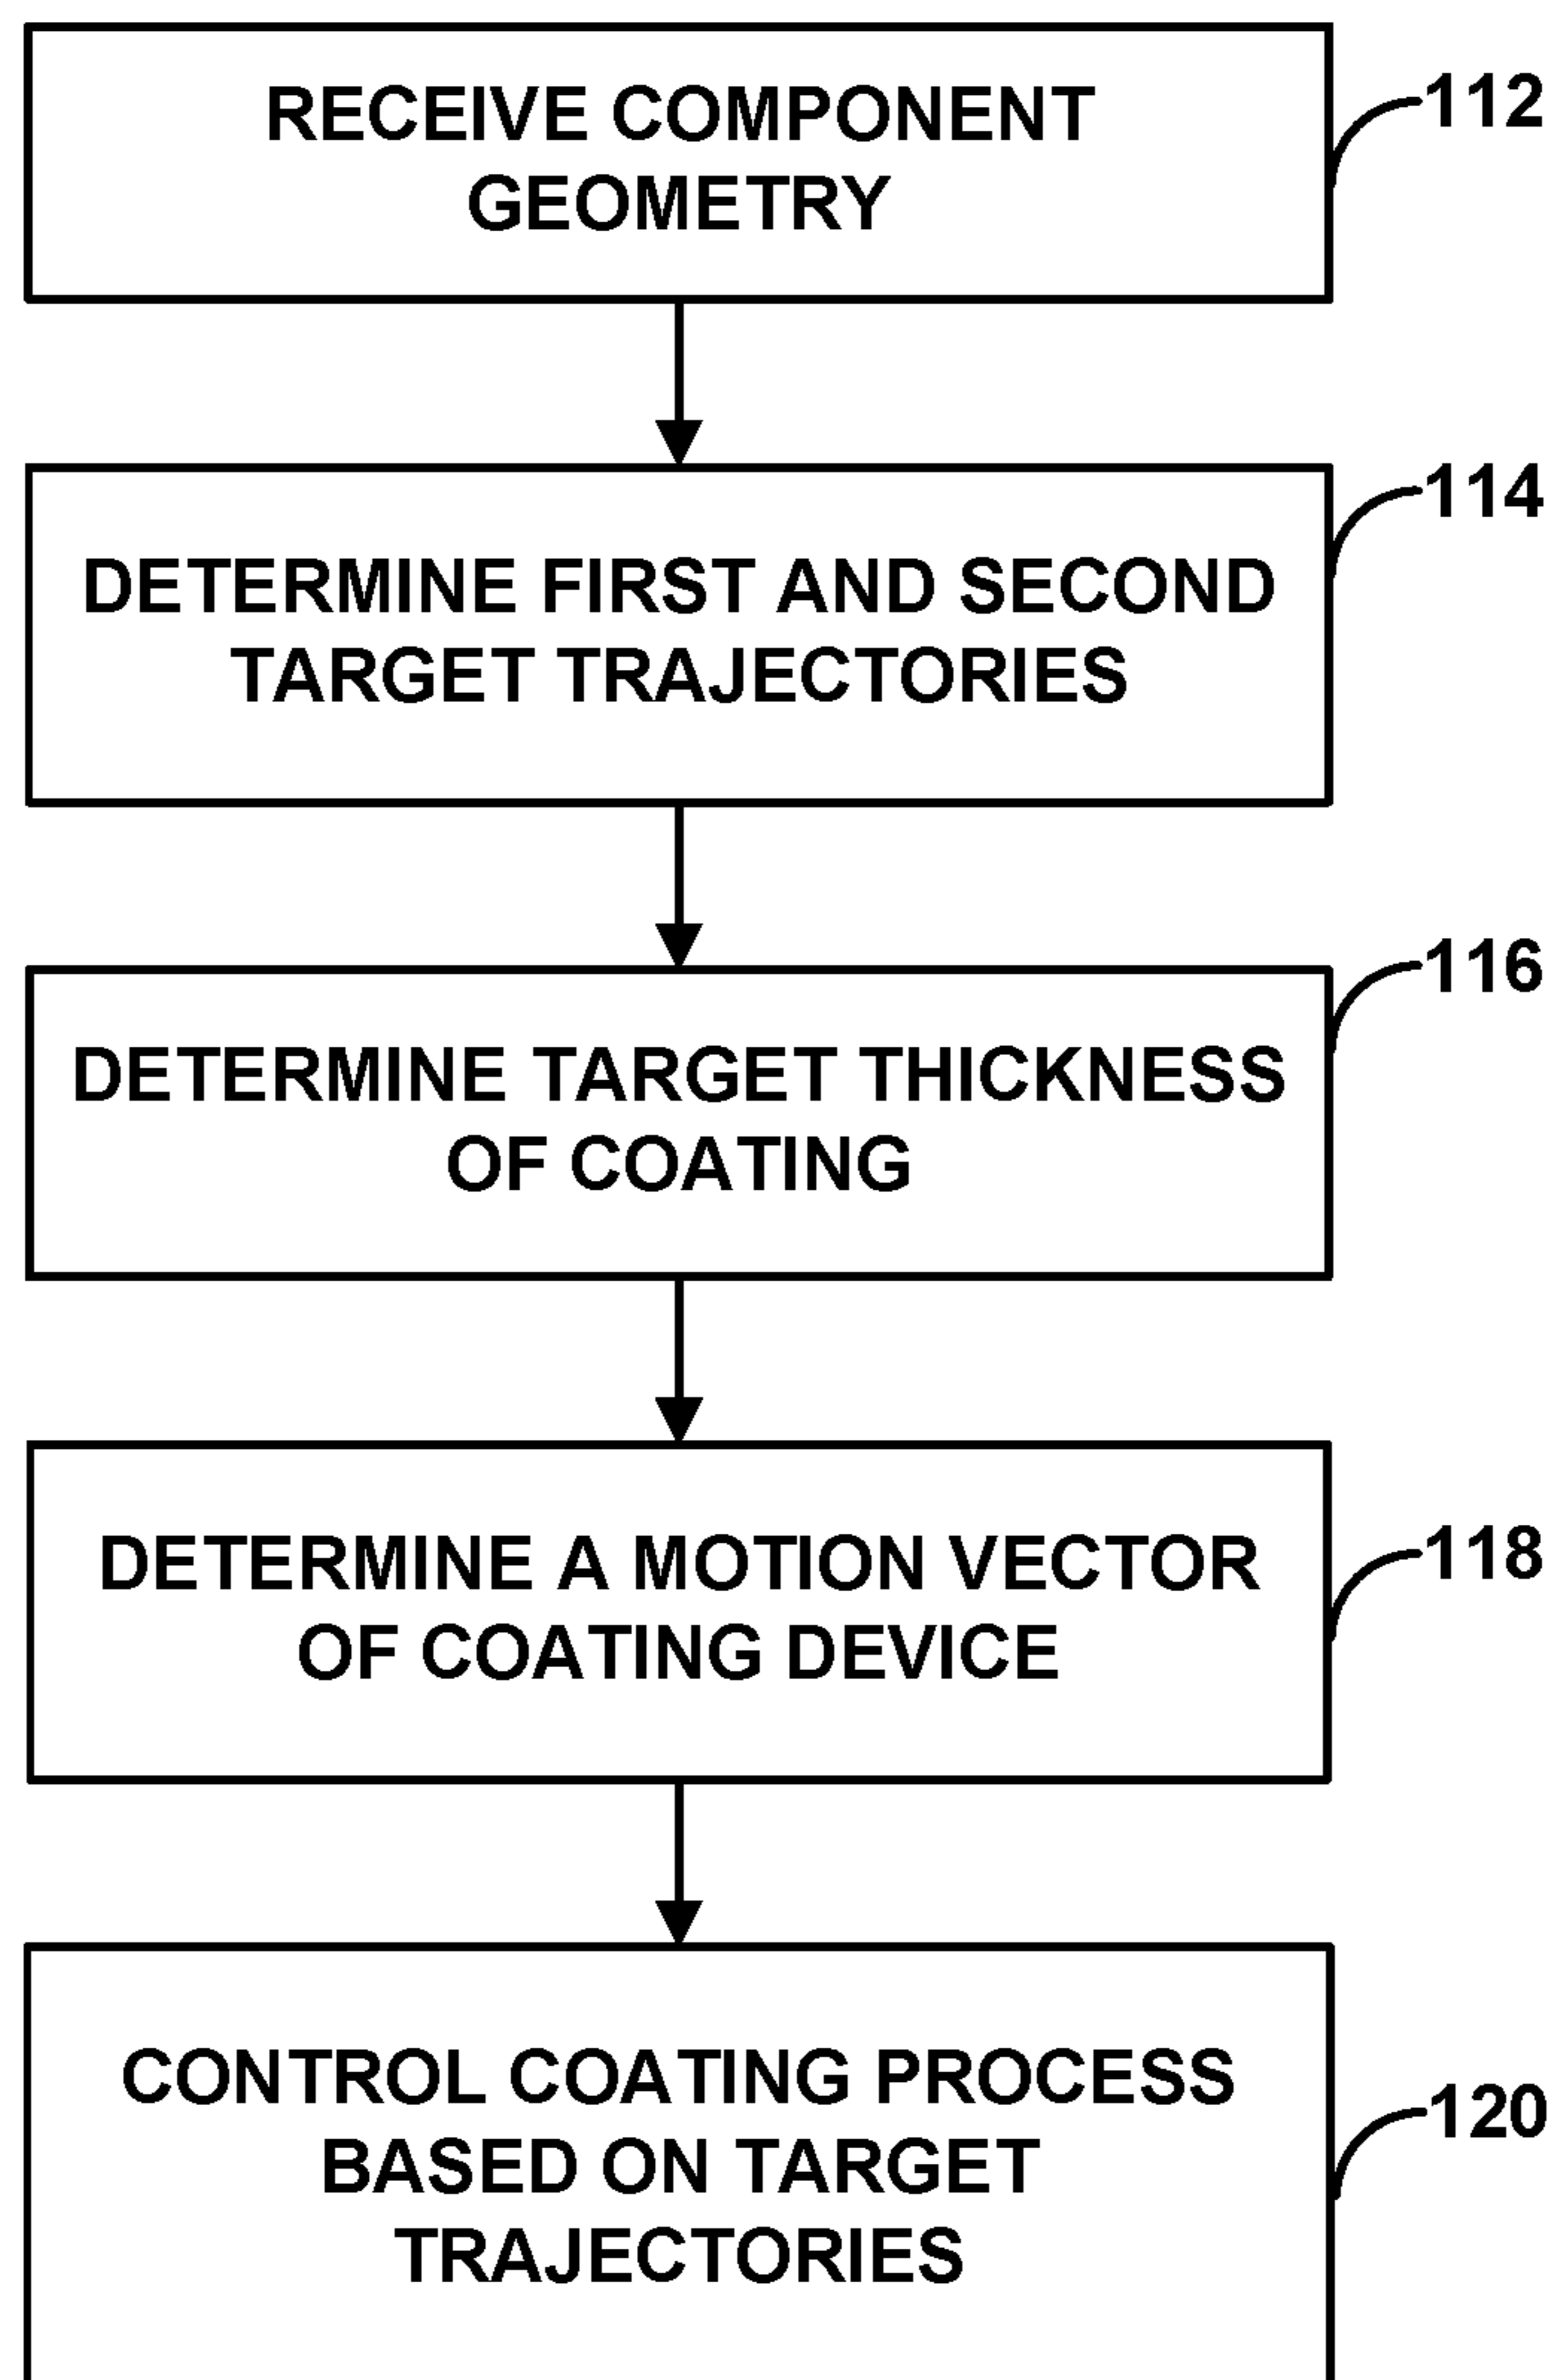 RECEIVE COMPONENT
GEOMETRY
112
DETERMINE FIRST AND SECOND
TARGET TRAJECTORIES
114
DETERMINE TARGET THICKNESS
OF COATING
116
DETERMINE A MOTION VECTOR
OF COATING DEVICE
118
CONTROL COATING PROCESS
BASED ON TARGET
TRAJECTORIES
120